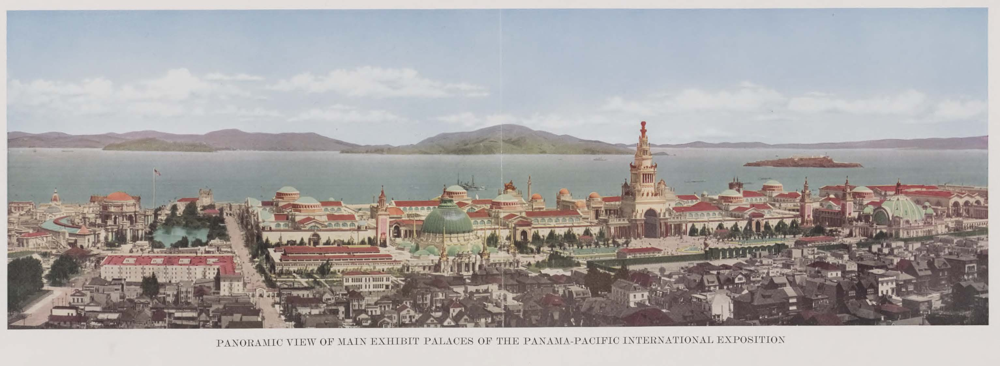 PANORAMIC VIEW OF MAIN EXHIBIT PALACES OF THE PANAMA-PACIFIC INTERNATIONAL EXPOSITION